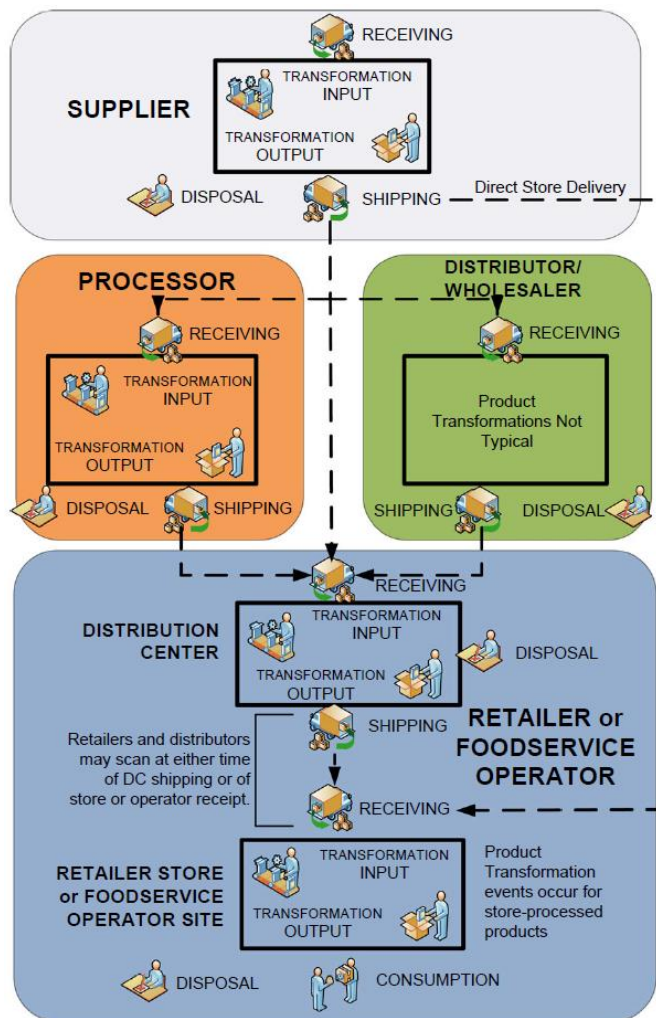 RECEIVING
TRANSFORMATION
INPUT
SUPPLIER
TRANSFORMATION
OUTPUT
DISPOSAL
SHIPPING
Direct Store Delivery
PROCESSOR
RECEIVING
TRANSFORMATION
INPUT
TRANSFORMATION
OUTPUT
DISPOSAL
SHIPPING
DISTRIBUTOR/
WHOLESALER
RECEIVING
Product
Transformations Not
Typical
SHIPPING
DISPOSAL
RECEIVING
DISTRIBUTION
CENTER
TRANSFORMATION
INPUT
TRANSFORMATION
OUTPUT
DISPOSAL
SHIPPING
RETAILER or
FOODSERVICE
OPERATOR
Retailers and distributors
may scan at either time
of DC shipping or of
store or operator receipt.
RECEIVING
RETAILER STORE
or FOODSERVICE
OPERATOR SITE
TRANSFORMATION
INPUT
TRANSFORMATION
OUTPUT
Product
Transformation
events occur for
store-processed
products
DISPOSAL
CONSUMPTION